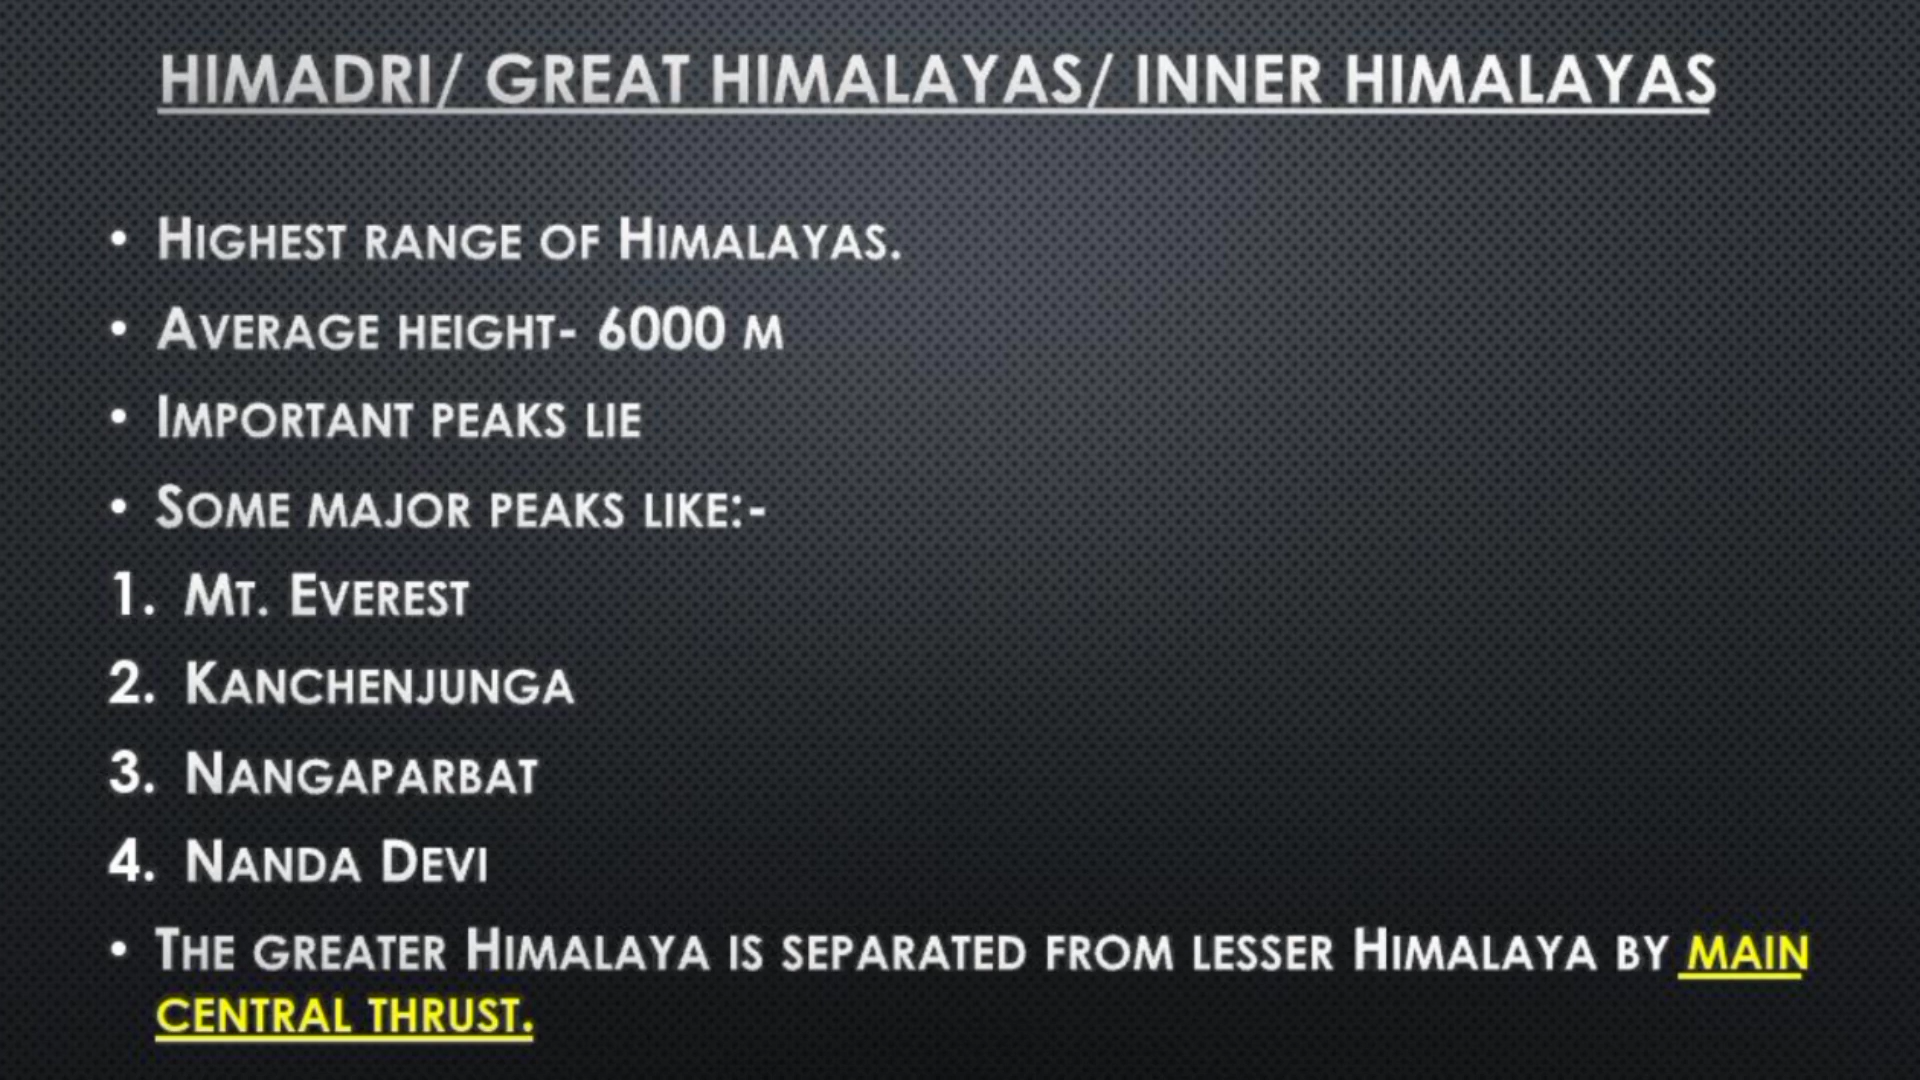 HIMADRI/ GREAT HIMALAYAS/ INNER HIMALAYAS
• HIGHEST RANGE OF HIMALAYAS.
• AVERAGE HEIGHT- 6000 M
• IMPORTANT PEAKS LIE
• SOME MAJOR PEAKS LIKE:-
1. MT. EVEREST
2. KANCHENJUNGA
3. NANGAPARBAT
4. NANDA DEVI
• THE GREATER HIMALAYA IS SEPARATED FROM LESSER HIMALAYA BY MAIN
CENTRAL THRUST.